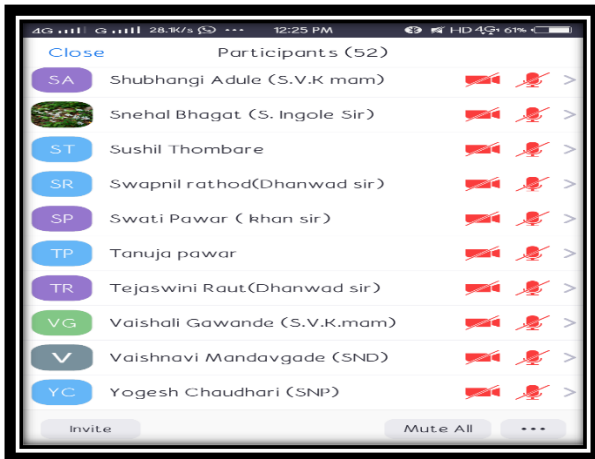 4G G 28.1K/s ... 12:25 PM HD 4G 61%
Close Participants (52)
SA Shubhangi Adule (S.V.K mam)
Snehal Bhagat (S. Ingole Sir)
ST Sushil Thombare
SR Swapnil rathod(Dhanwad sir)
SP Swati Pawar ( khan sir)
TP Tanuja pawar
TR Tejaswini Raut(Dhanwad sir)
VG Vaishali Gawande (S.V.K.mam)
V Vaishnavi Mandavgade (SND)
YC Yogesh Chaudhari (SNP)
Invite Mute All ...